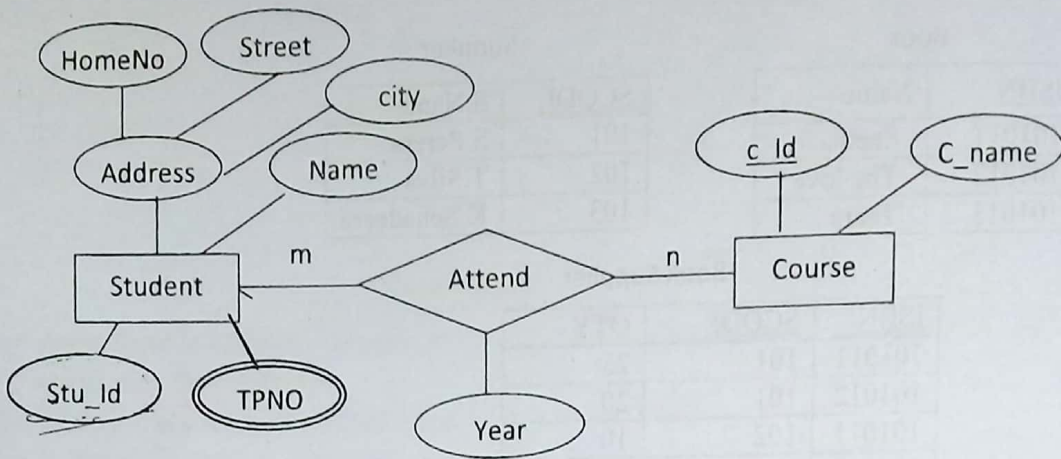 HomeNo
Street
city
Address
Name
c_Id
C_name
Student
m
Attend
n
Course
Stu_Id
TPNO
Year